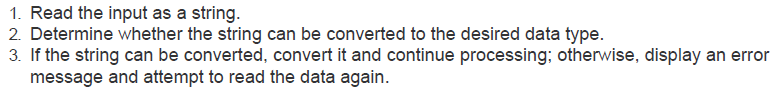 1. Read the input as a string.
2. Determine whether the string can be converted to the desired data type.
3. If the string can be converted, convert it and continue processing; otherwise, display an error
message and attempt to read the data again.